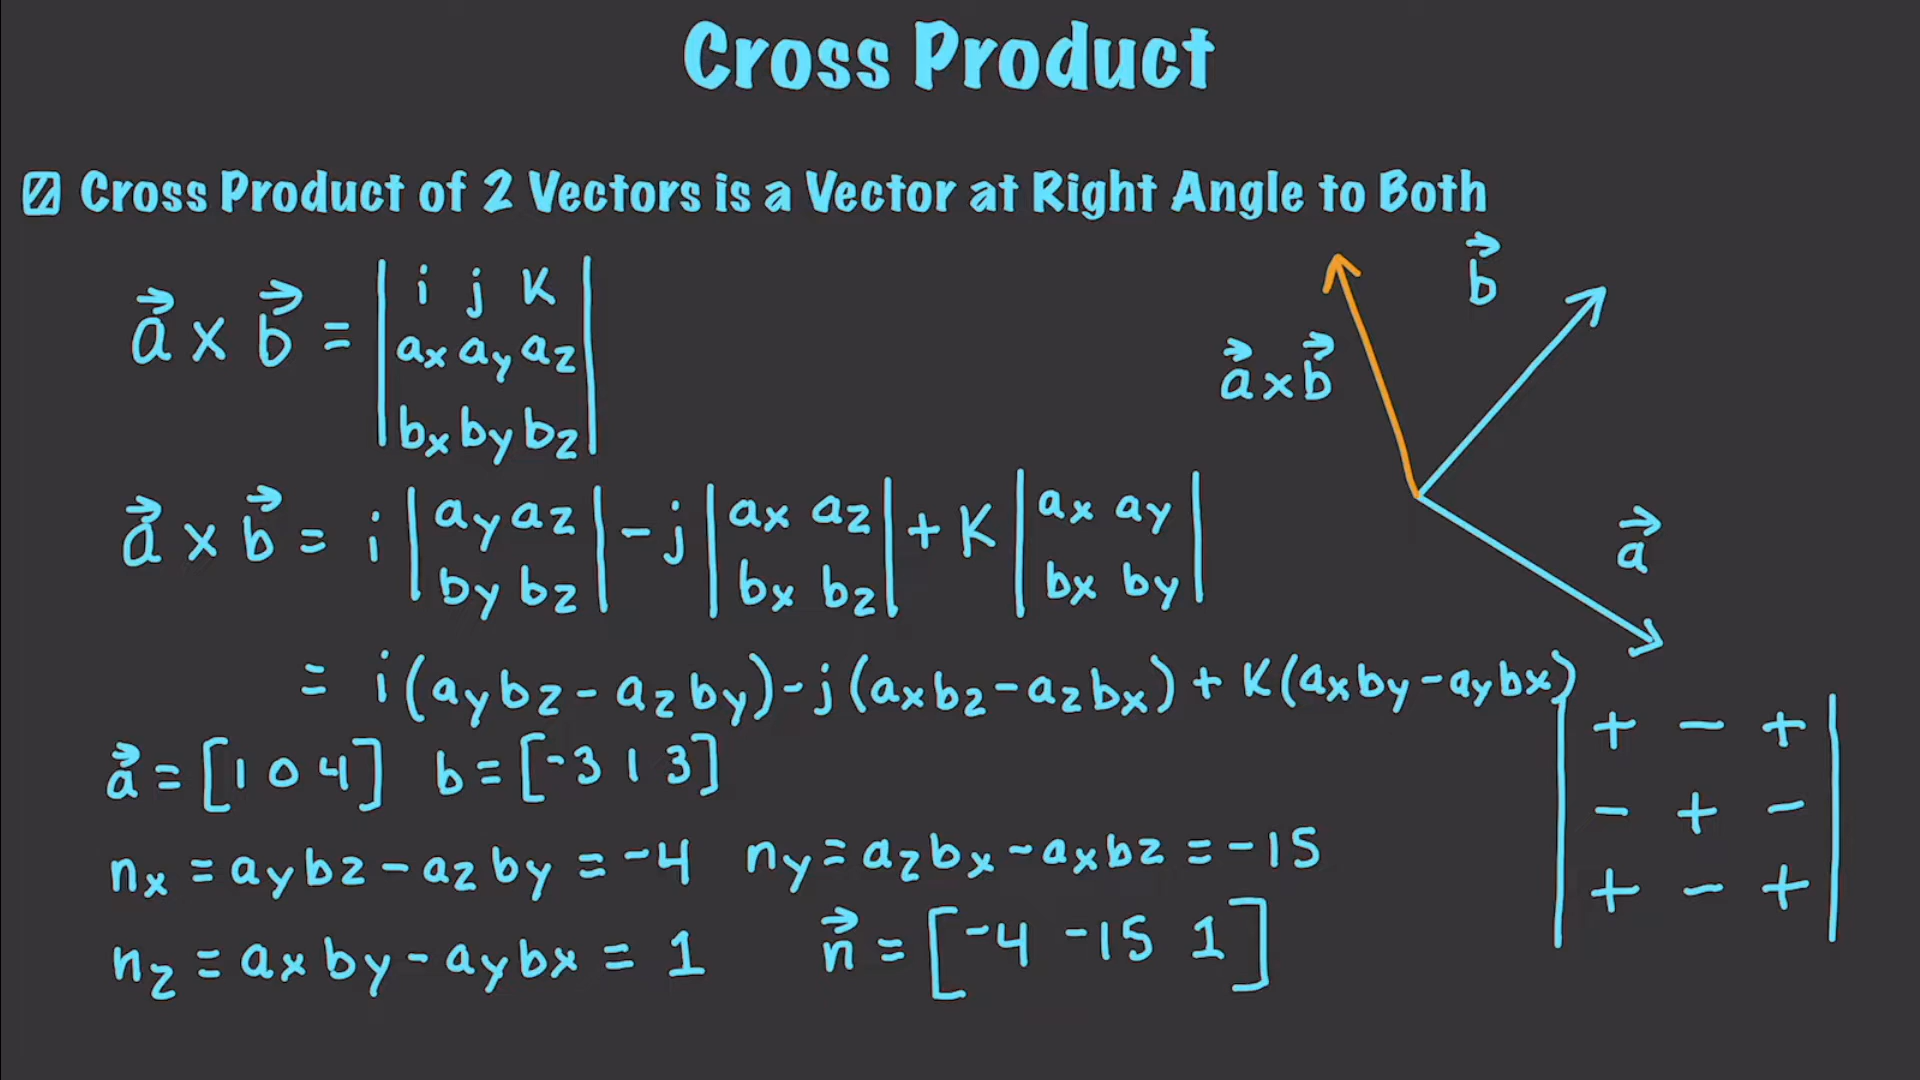 Cross Product
Cross Product of 2 Vectors is a Vector at Right Angle to Both
a⃗ x b⃗ = | i j K |
| ax ay az |
| bx by bz |
a⃗ x b⃗ = i | ay az | - j | ax az | + K | ax ay |
| by bz | | bx bz | | bx by |
= i (aybz - azby) - j (axbz - azbx) + K (axby - aybx)
a⃗ = [1 0 4] b = [-3 1 3]
nx = aybz - azby = -4 ny = azbx - axbz = -15
nz = axby - aybx = 1 n⃗ = [-4 -15 1]
b⃗
a⃗ x b⃗
a⃗
| + - + |
| - + - |
| + - + |